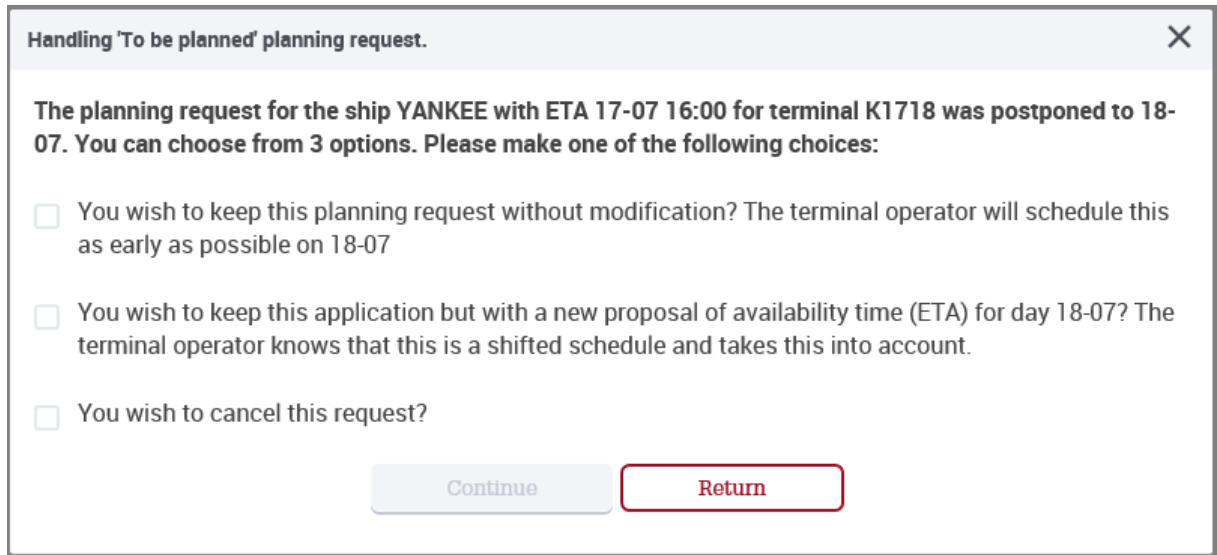 Handling 'To be planned' planning request.
The planning request for the ship YANKEE with ETA 17-07 16:00 for terminal K1718 was postponed to 18-
07. You can choose from 3 options. Please make one of the following choices:
You wish to keep this planning request without modification? The terminal operator will schedule this
as early as possible on 18-07
You wish to keep this application but with a new proposal of availability time (ETA) for day 18-07? The
terminal operator knows that this is a shifted schedule and takes this into account.
You wish to cancel this request?
Continue
Return